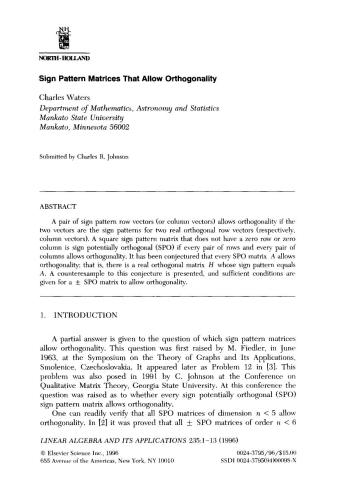 NH
NORTH-HOLLAND
Sign Pattern Matrices That Allow Orthogonality
Charles Waters
Department of Mathematics, Astronomy and Statistics
Mankato State University
Mankato, Minnesota 56002
Submitted by Charles R. Johnson
ABSTRACT
A pair of sign pattern row vectors (or column vectors) allows orthogonality if the
two vectors are the sign patterns for two real orthogonal row vectors (respectively,
column vectors). A square sign pattern matrix that does not have a zero row or zero
column is sign potentially orthogonal (SPO) if every pair of rows and every pair of
columns allows orthogonality. It has been conjectured that every SPO matrix A allows
orthogonality; that is, there is a real orthogonal matrix H whose sign pattern equals
A. A counterexample to this conjecture is presented, and sufficient conditions are
given for a ± SPO matrix to allow orthogonality.
1. INTRODUCTION
A partial answer is given to the question of which sign pattern matrices
allow orthogonality. This question was first raised by M. Fiedler, in June
1963, at the Symposium on the Theory of Graphs and Its Applications,
Smolenice, Czechoslovakia. It appeared later as Problem 12 in [3]. This
problem was also posed in 1991 by C. Johnson at the Conference on
Qualitative Matrix Theory, Georgia State University. At this conference the
question was raised as to whether every sign potentially orthogonal (SPO)
sign pattern matrix allows orthogonality.
One can readily verify that all SPO matrices of dimension n < 5 allow
orthogonality. In [2] it was proved that all ± SPO matrices of order n < 6
LINEAR ALGEBRA AND ITS APPLICATIONS 235:1-13 (1996)
© Elsevier Science Inc., 1996 0024-3795/96/$15.00
655 Avenue of the Americas, New York, NY 10010 SSDI 0024-3795(94)00098-X